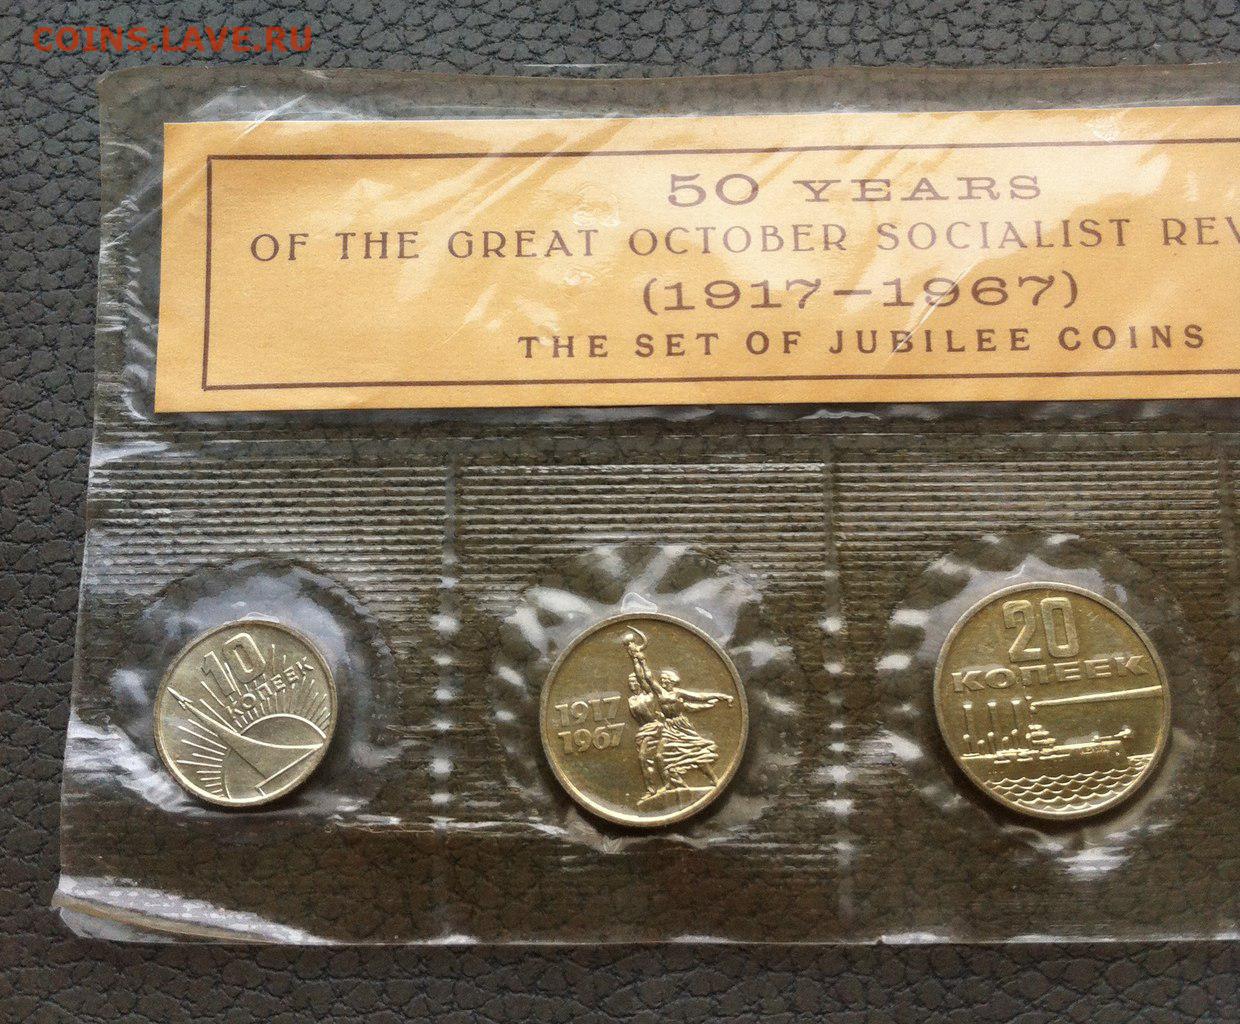 COINS.LAVE.RU
50 YEARS
OF THE GREAT OCTOBER SOCIALIST REV
(1917–1967)
THE SET OF JUBILEE COINS
10
КОПЕЕК
1917
1967
20
КОПЕЕК